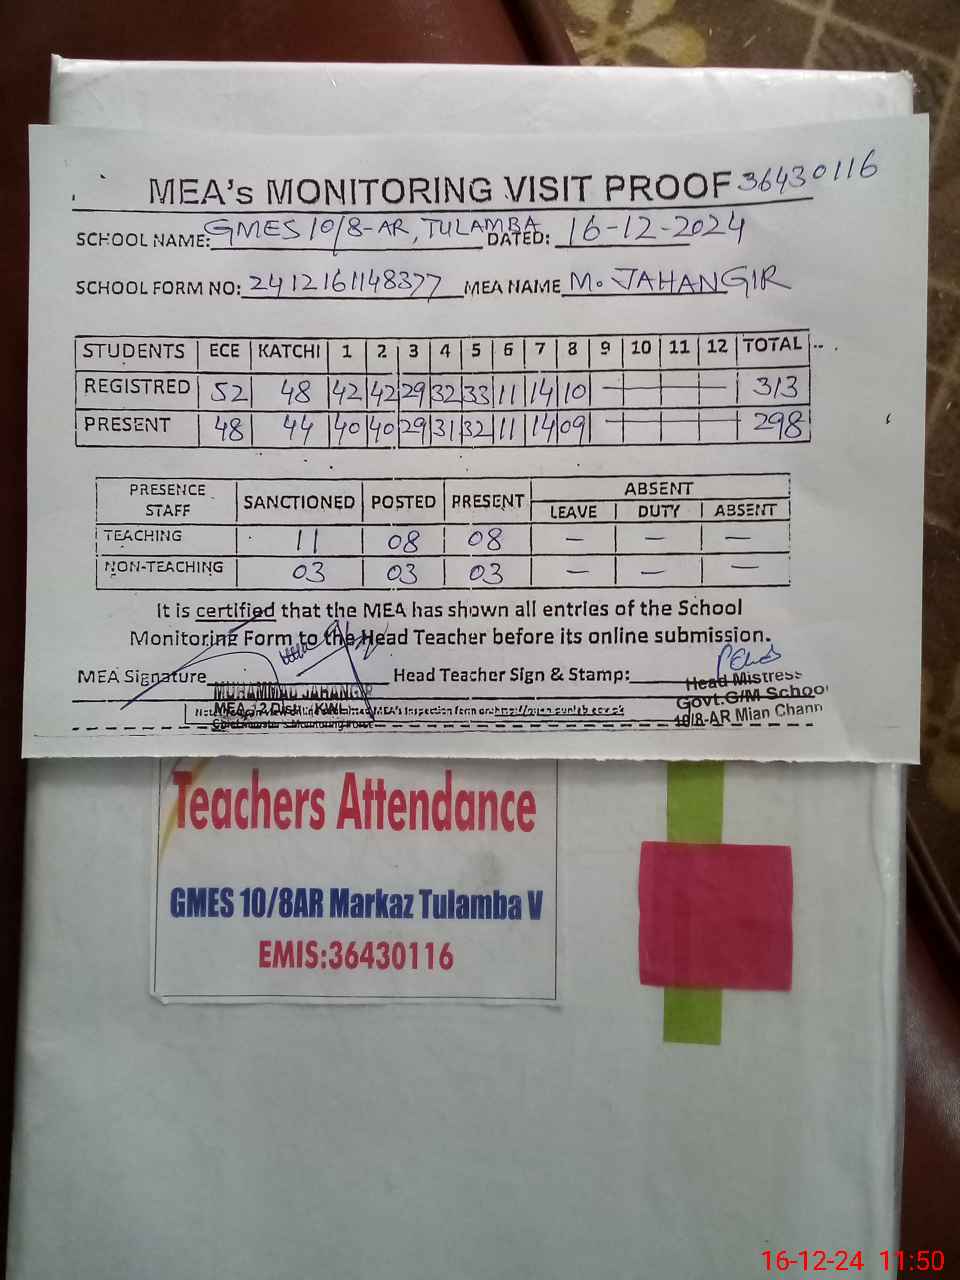 MEA's MONITORING VISIT PROOF 36430116
SCHOOL NAME: GMES 10/8-AR, TULAMBA DATED: 16-12-2024
SCHOOL FORM NO: 2412161148377 MEA NAME M. JAHANGIR
STUDENTS ECE KATCHI 1 2 3 4 5 6 7 8 9 10 11 12 TOTAL
REGISTRED 52 48 42 42 29 32 33 11 14 10 — — — — 313
PRESENT 48 44 40 40 29 31 32 11 14 09 — — — — 298
PRESENCE STAFF SANCTIONED POSTED PRESENT ABSENT
LEAVE DUTY ABSENT
TEACHING 11 08 08 — — —
NON-TEACHING 03 03 03 — — —
It is certified that the MEA has shown all entries of the School
Monitoring Form to the Head Teacher before its online submission.
MEA Signature Head Teacher Sign & Stamp:
MUHAMMAD JAHANGIR
Head Mistress
Govt.G/M School
10/8-AR Mian Chann
Teachers Attendance
GMES 10/8AR Markaz Tulamba V
EMIS:36430116
16-12-24 11:50